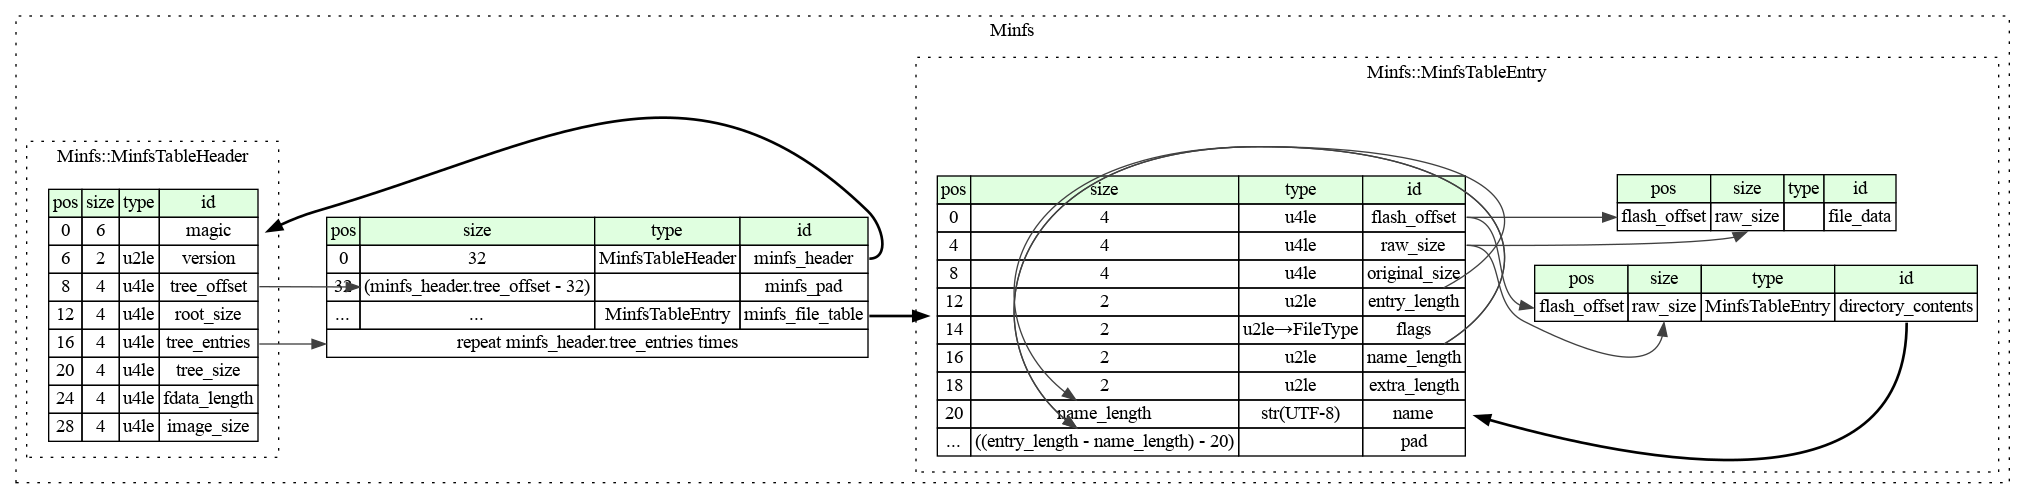 Minfs
Minfs::MinfsTableHeader
pos size type id
0 6 magic
6 2 u2le version
8 4 u4le tree_offset
12 4 u4le root_size
16 4 u4le tree_entries
20 4 u4le tree_size
24 4 u4le fdata_length
28 4 u4le image_size
pos size type id
0 32 MinfsTableHeader minfs_header
32 (minfs_header.tree_offset - 32) minfs_pad
... ... MinfsTableEntry minfs_file_table
repeat minfs_header.tree_entries times
Minfs::MinfsTableEntry
pos size type id
0 4 u4le flash_offset
4 4 u4le raw_size
8 4 u4le original_size
12 2 u2le entry_length
14 2 u2le→FileType flags
16 2 u2le name_length
18 2 u2le extra_length
20 name_length str(UTF-8) name
... ((entry_length - name_length) - 20) pad
pos size type id
flash_offset raw_size file_data
pos size type id
flash_offset raw_size MinfsTableEntry directory_contents